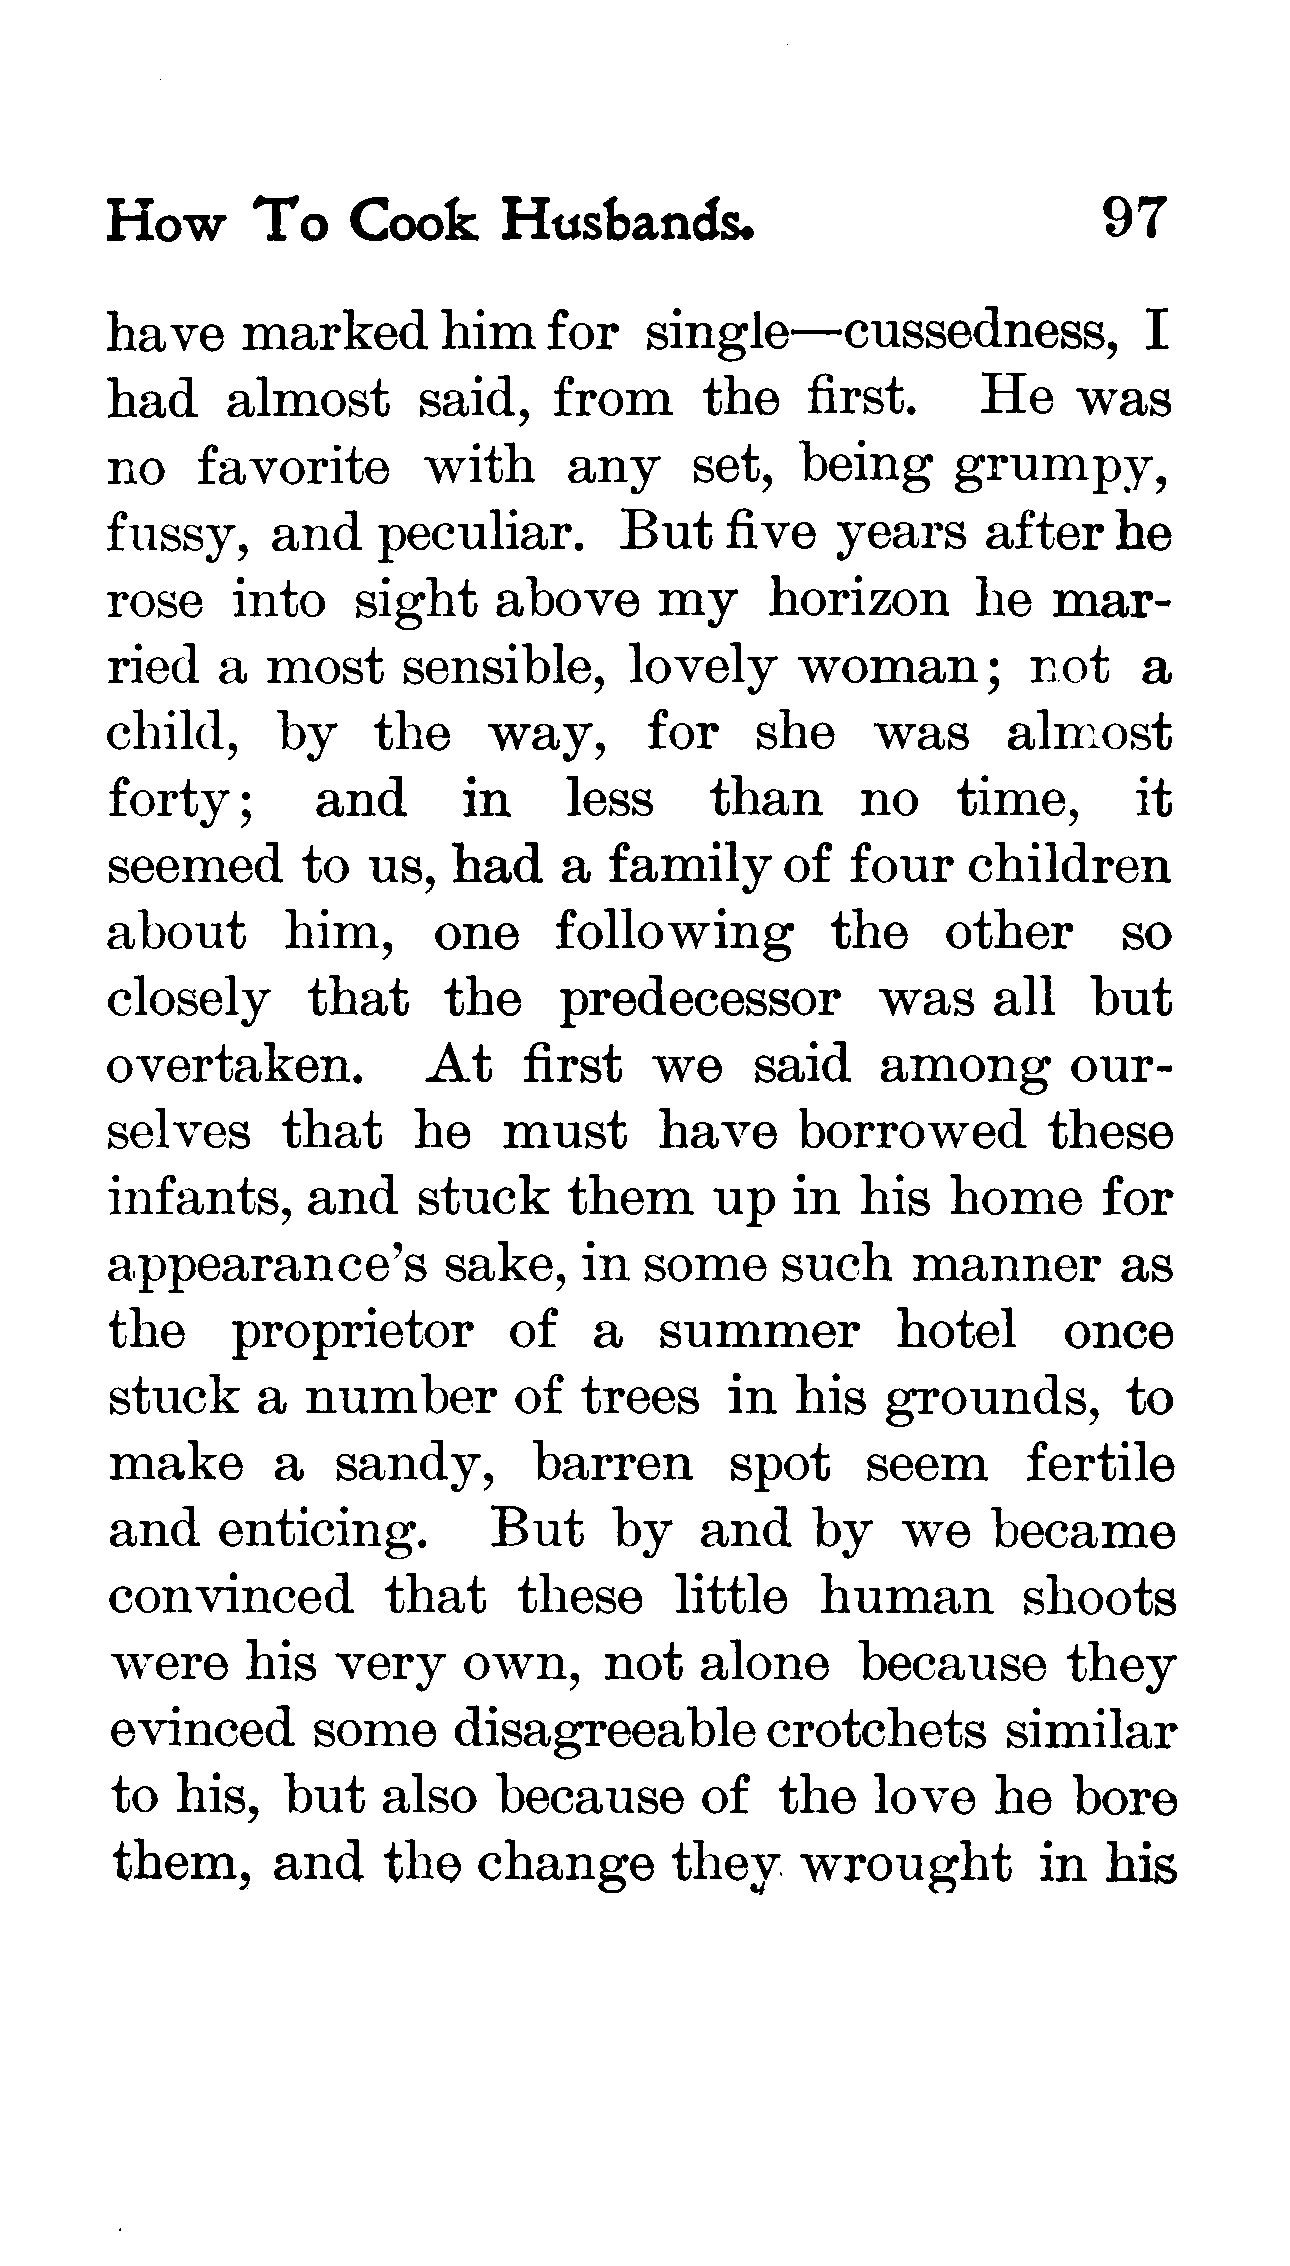 How To Cook Husbands. 97
have marked him for single—cussedness, I
had almost said, from the first. He was
no favorite with any set, being grumpy,
fussy, and peculiar. But five years after he
rose into sight above my horizon he mar-
ried a most sensible, lovely woman; not a
child, by the way, for she was almost
forty; and in less than no time, it
seemed to us, had a family of four children
about him, one following the other so
closely that the predecessor was all but
overtaken. At first we said among our-
selves that he must have borrowed these
infants, and stuck them up in his home for
appearance's sake, in some such manner as
the proprietor of a summer hotel once
stuck a number of trees in his grounds, to
make a sandy, barren spot seem fertile
and enticing. But by and by we became
convinced that these little human shoots
were his very own, not alone because they
evinced some disagreeable crotchets similar
to his, but also because of the love he bore
them, and the change they wrought in his